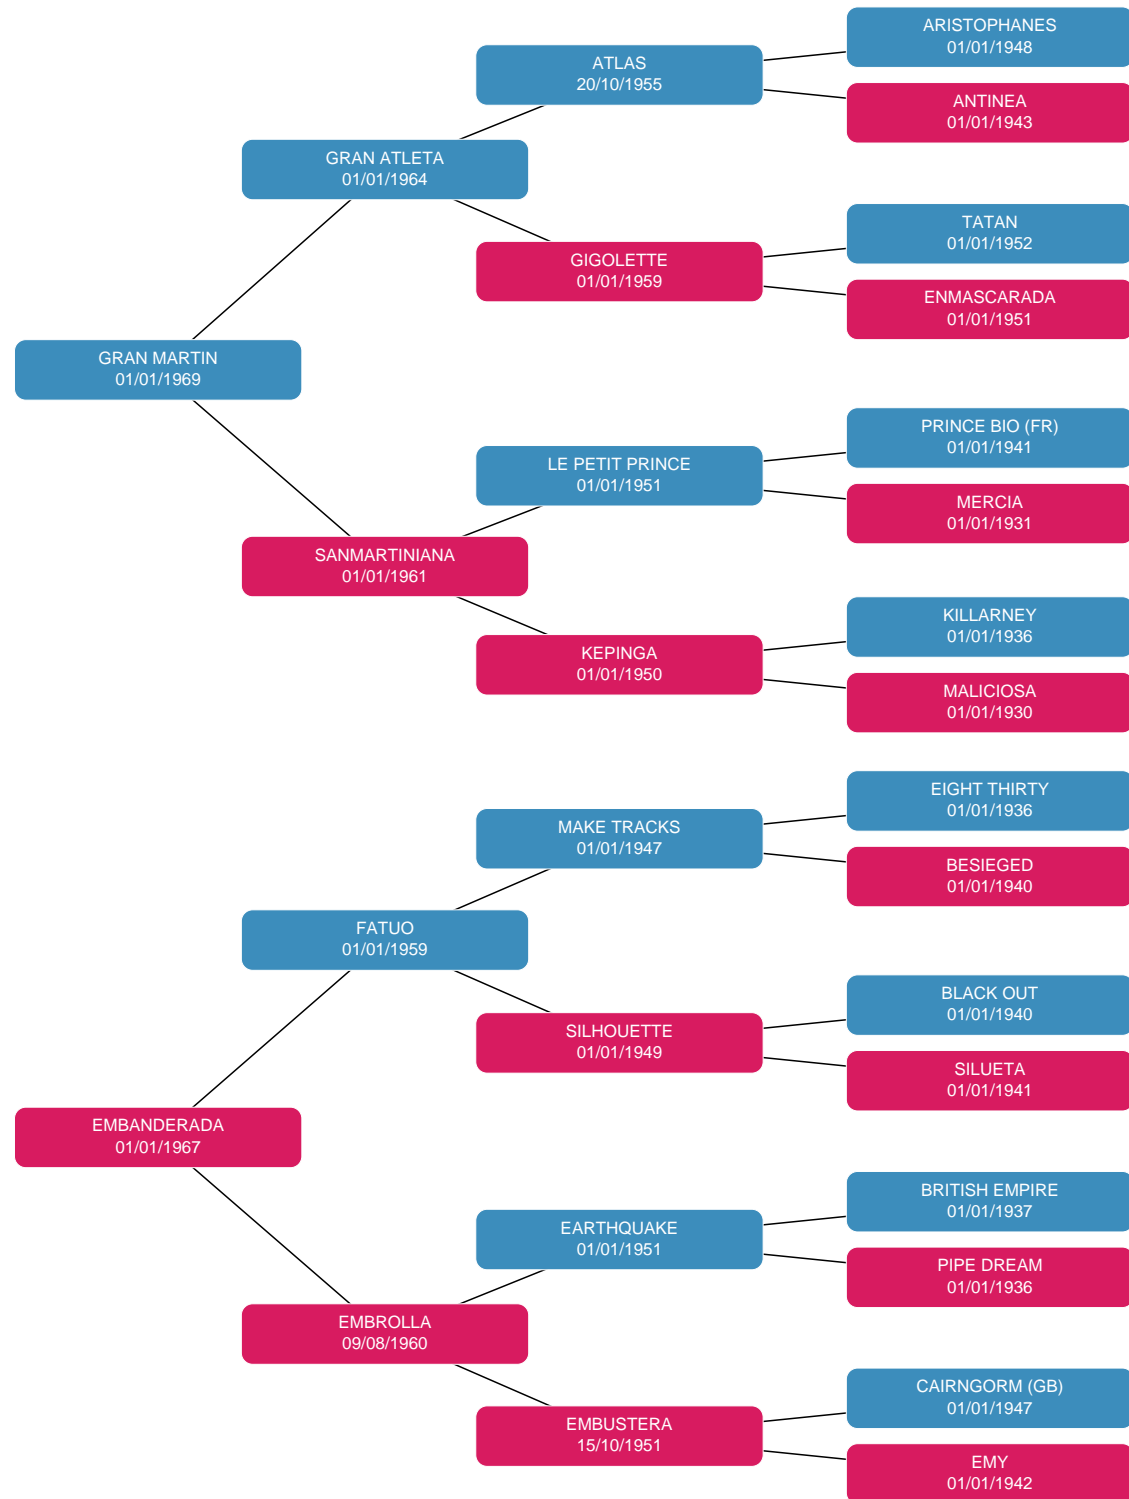 ARISTOPHANES
01/01/1948
ATLAS
20/10/1955
ANTINEA
01/01/1943
GRAN ATLETA
01/01/1964
TATAN
01/01/1952
GIGOLETTE
01/01/1959
ENMASCARADA
01/01/1951
GRAN MARTIN
01/01/1969
PRINCE BIO (FR)
01/01/1941
LE PETIT PRINCE
01/01/1951
MERCIA
01/01/1931
SANMARTINIANA
01/01/1961
KILLARNEY
01/01/1936
KEPINGA
01/01/1950
MALICIOSA
01/01/1930
EIGHT THIRTY
01/01/1936
MAKE TRACKS
01/01/1947
BESIEGED
01/01/1940
FATUO
01/01/1959
BLACK OUT
01/01/1940
SILHOUETTE
01/01/1949
SILUETA
01/01/1941
EMBANDERADA
01/01/1967
BRITISH EMPIRE
01/01/1937
EARTHQUAKE
01/01/1951
PIPE DREAM
01/01/1936
EMBROLLA
09/08/1960
CAIRNGORM (GB)
01/01/1947
EMBUSTERA
15/10/1951
EMY
01/01/1942